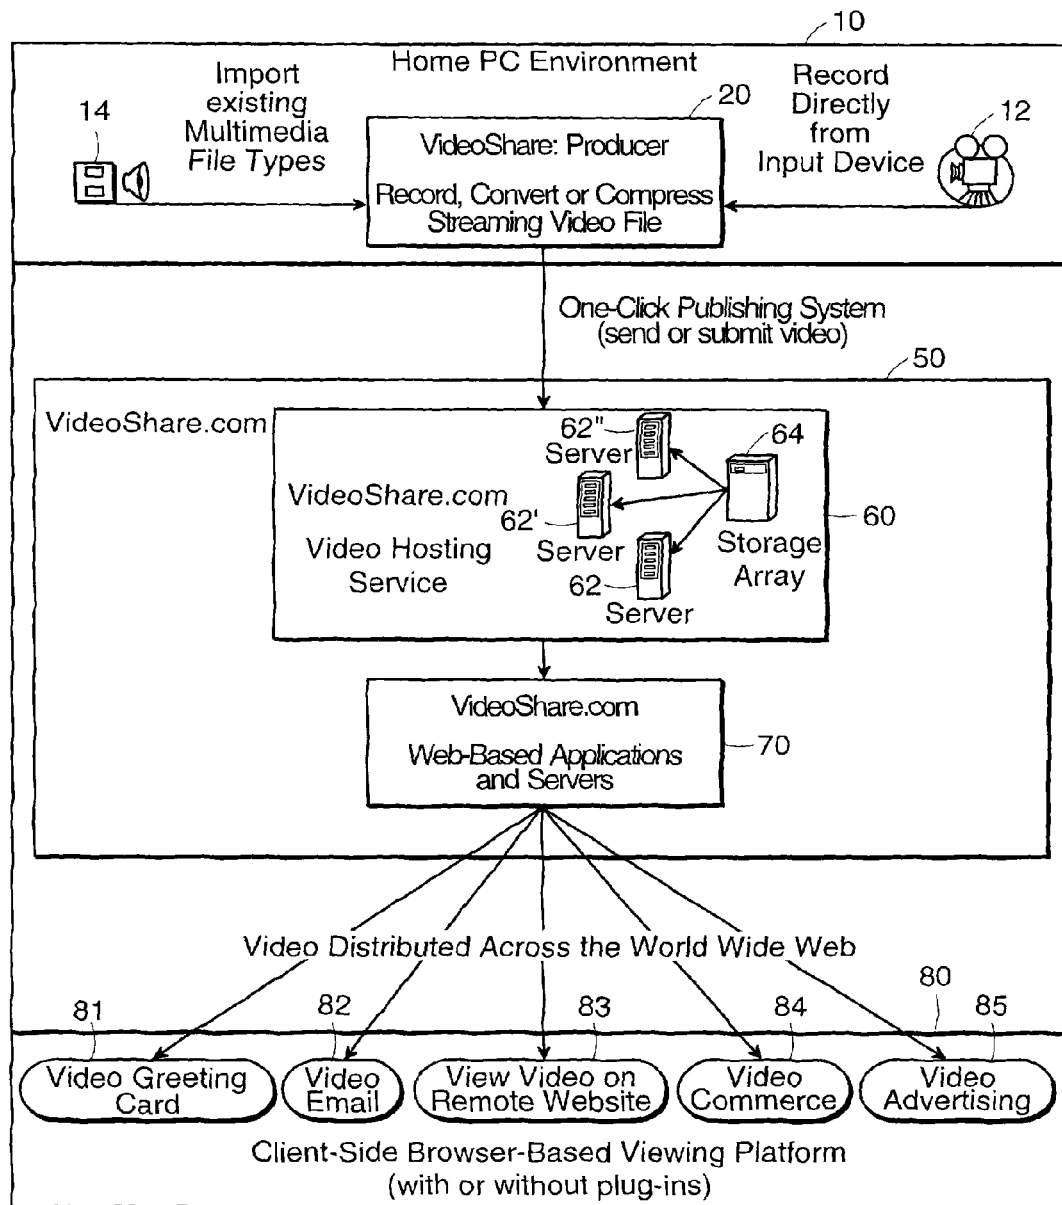 10
Home PC Environment
Import
existing
Multimedia
File Types
14
20
Record
Directly
from
Input Device
12
VideoShare: Producer
Record, Convert or Compress
Streaming Video File
One-Click Publishing System
(send or submit video)
50
VideoShare.com
VideoShare.com
Video Hosting
Service
62"
Server
62'
Server
62
Server
64
Storage
Array
60
VideoShare.com
Web-Based Applications
and Servers
70
Video Distributed Across the World Wide Web
80
81
Video Greeting
Card
82
Video
Email
83
View Video on
Remote Website
84
Video
Commerce
85
Video
Advertising
Client-Side Browser-Based Viewing Platform
(with or without plug-ins)